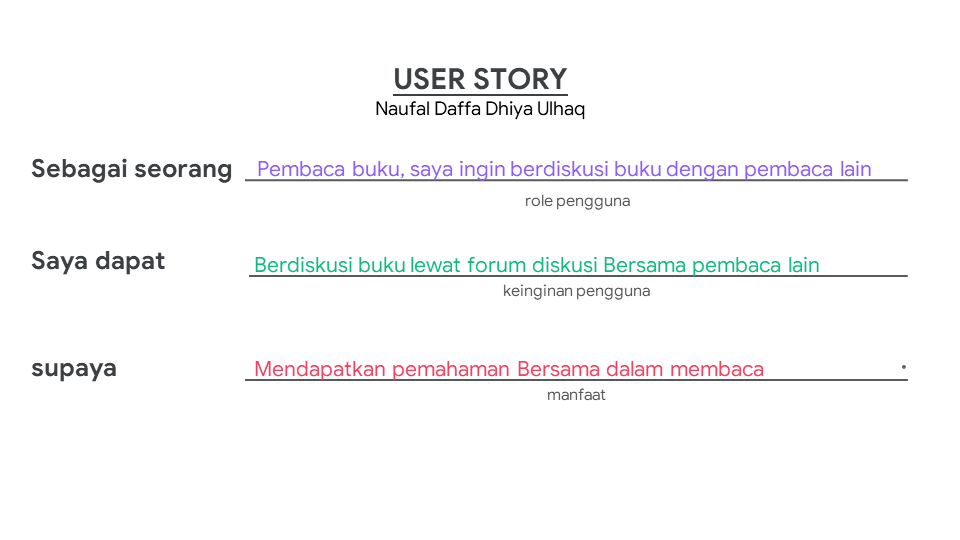 USER STORY
Naufal Daffa Dhiya Ulhaq
Sebagai seorang Pembaca buku, saya ingin berdiskusi buku dengan pembaca lain
role pengguna
Saya dapat Berdiskusi buku lewat forum diskusi Bersama pembaca lain
keinginan pengguna
supaya Mendapatkan pemahaman Bersama dalam membaca .
manfaat